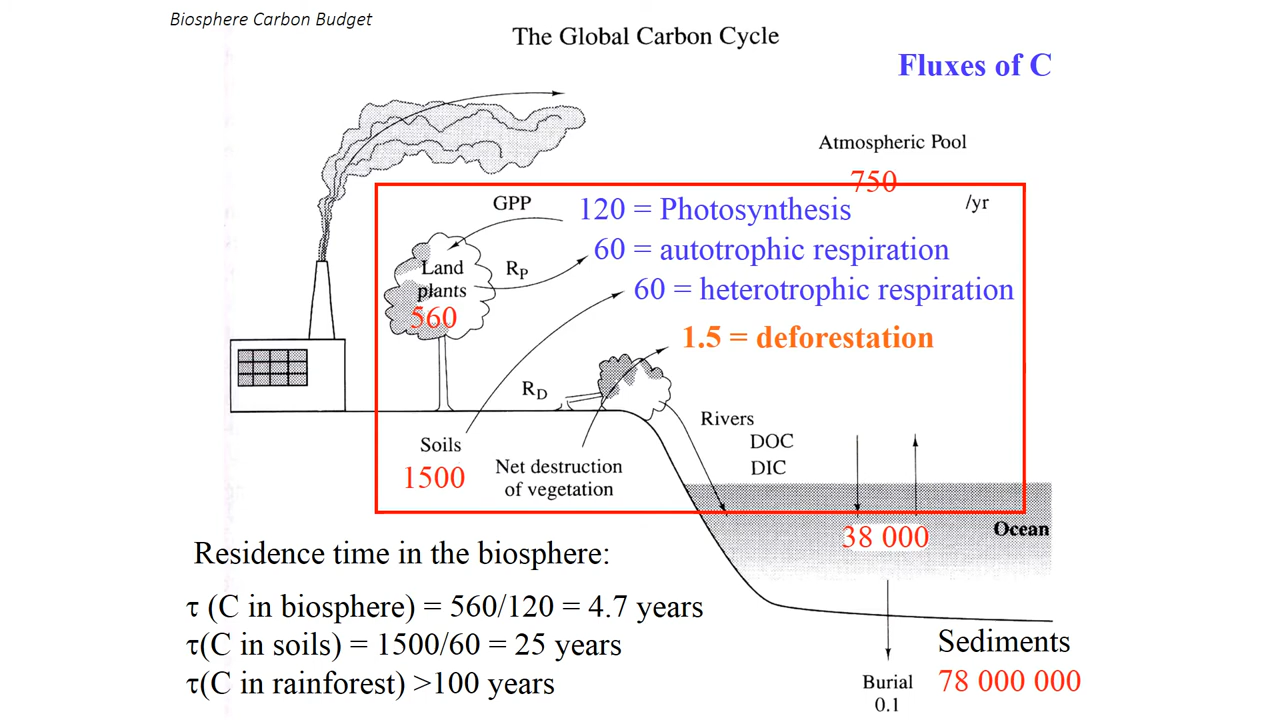 Biosphere Carbon Budget
The Global Carbon Cycle
Fluxes of C
Atmospheric Pool
750
/yr
GPP
120 = Photosynthesis
60 = autotrophic respiration
Land
plants
560
RP
60 = heterotrophic respiration
1.5 = deforestation
RD
Rivers
DOC
DIC
Soils
1500
Net destruction
of vegetation
38 000
Ocean
Residence time in the biosphere:
τ (C in biosphere) = 560/120 = 4.7 years
τ(C in soils) = 1500/60 = 25 years
τ(C in rainforest) >100 years
Sediments
78 000 000
Burial
0.1